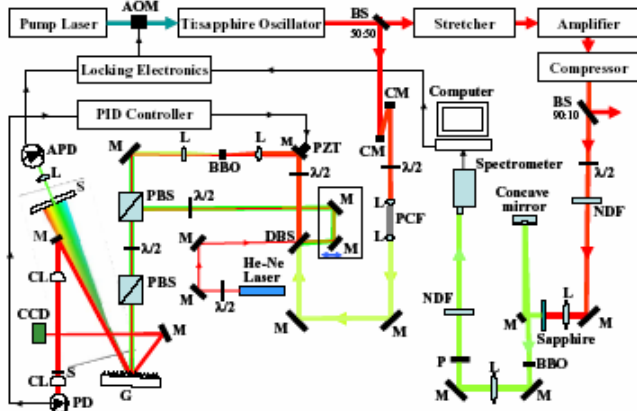 AOM
BS
Pump Laser
Ti:sapphire Oscillator
Stretcher
Amplifier
50:50
Locking Electronics
Compressor
Computer
CM
BS
90:10
PID Controller
APD
L
L
M
PZT
CM
λ/2
Spectrometer
λ/2
M
BBO
M
L
S
λ/2
Concave
mirror
NDF
PBS
λ/2
M
L
PCF
M
DBS
L
M
λ/2
M
CL
PBS
He-Ne
Laser
NDF
L
M
CCD
M
λ/2
M
M
M
Sapphire
S
M
P
L
BBO
CL
G
PD
M
M